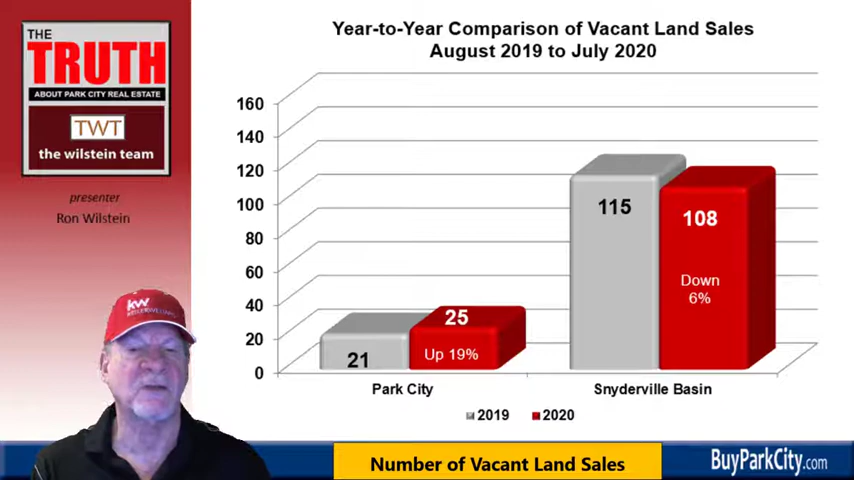 THE
TRUTH
ABOUT PARK CITY REAL ESTATE
TWT
the wilstein team
presenter
Ron Wilstein
kw
KELLERWILLIAMS
Year-to-Year Comparison of Vacant Land Sales
August 2019 to July 2020
160
140
120
100
80
60
40
20
0
21
25
Up 19%
115
108
Down
6%
Park City
Snyderville Basin
2019
2020
Number of Vacant Land Sales
BuyParkCity.com